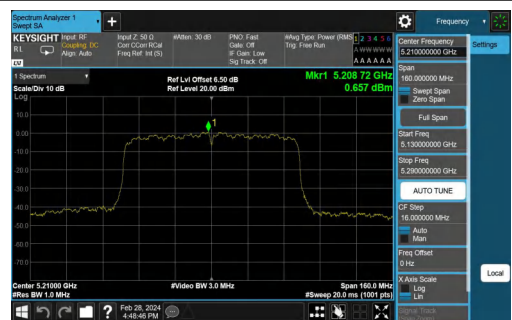 Spectrum Analyzer 1
Swept SA
Frequency
KEYSIGHT
RL
Input: RF
Coupling: DC
Align: Auto
Input Z: 50 Ω
Corr CCorr RCal
Freq Ref: Int (S)
#Atten: 30 dB
PNO: Fast
Gate: Off
IF Gain: Low
Sig Track: Off
#Avg Type: Power (RMS
Trig: Free Run
1 2 3 4 5 6
A W W W W W
A A A A A A
1 Spectrum
Scale/Div 10 dB
Ref Lvl Offset 6.50 dB
Ref Level 20.00 dBm
Mkr1 5.208 72 GHz
0.657 dBm
Log
10.0
0.00
-10.0
-20.0
-30.0
-40.0
-50.0
-60.0
-70.0
1
Center 5.21000 GHz
#Res BW 1.0 MHz
#Video BW 3.0 MHz
Span 160.0 MHz
#Sweep 20.0 ms (1001 pts)
Feb 28, 2024
4:48:46 PM
Center Frequency
5.210000000 GHz
Settings
Span
160.000000 MHz
Swept Span
Zero Span
Full Span
Start Freq
5.130000000 GHz
Stop Freq
5.290000000 GHz
AUTO TUNE
CF Step
16.000000 MHz
Auto
Man
Freq Offset
0 Hz
X Axis Scale
Log
Lin
Local